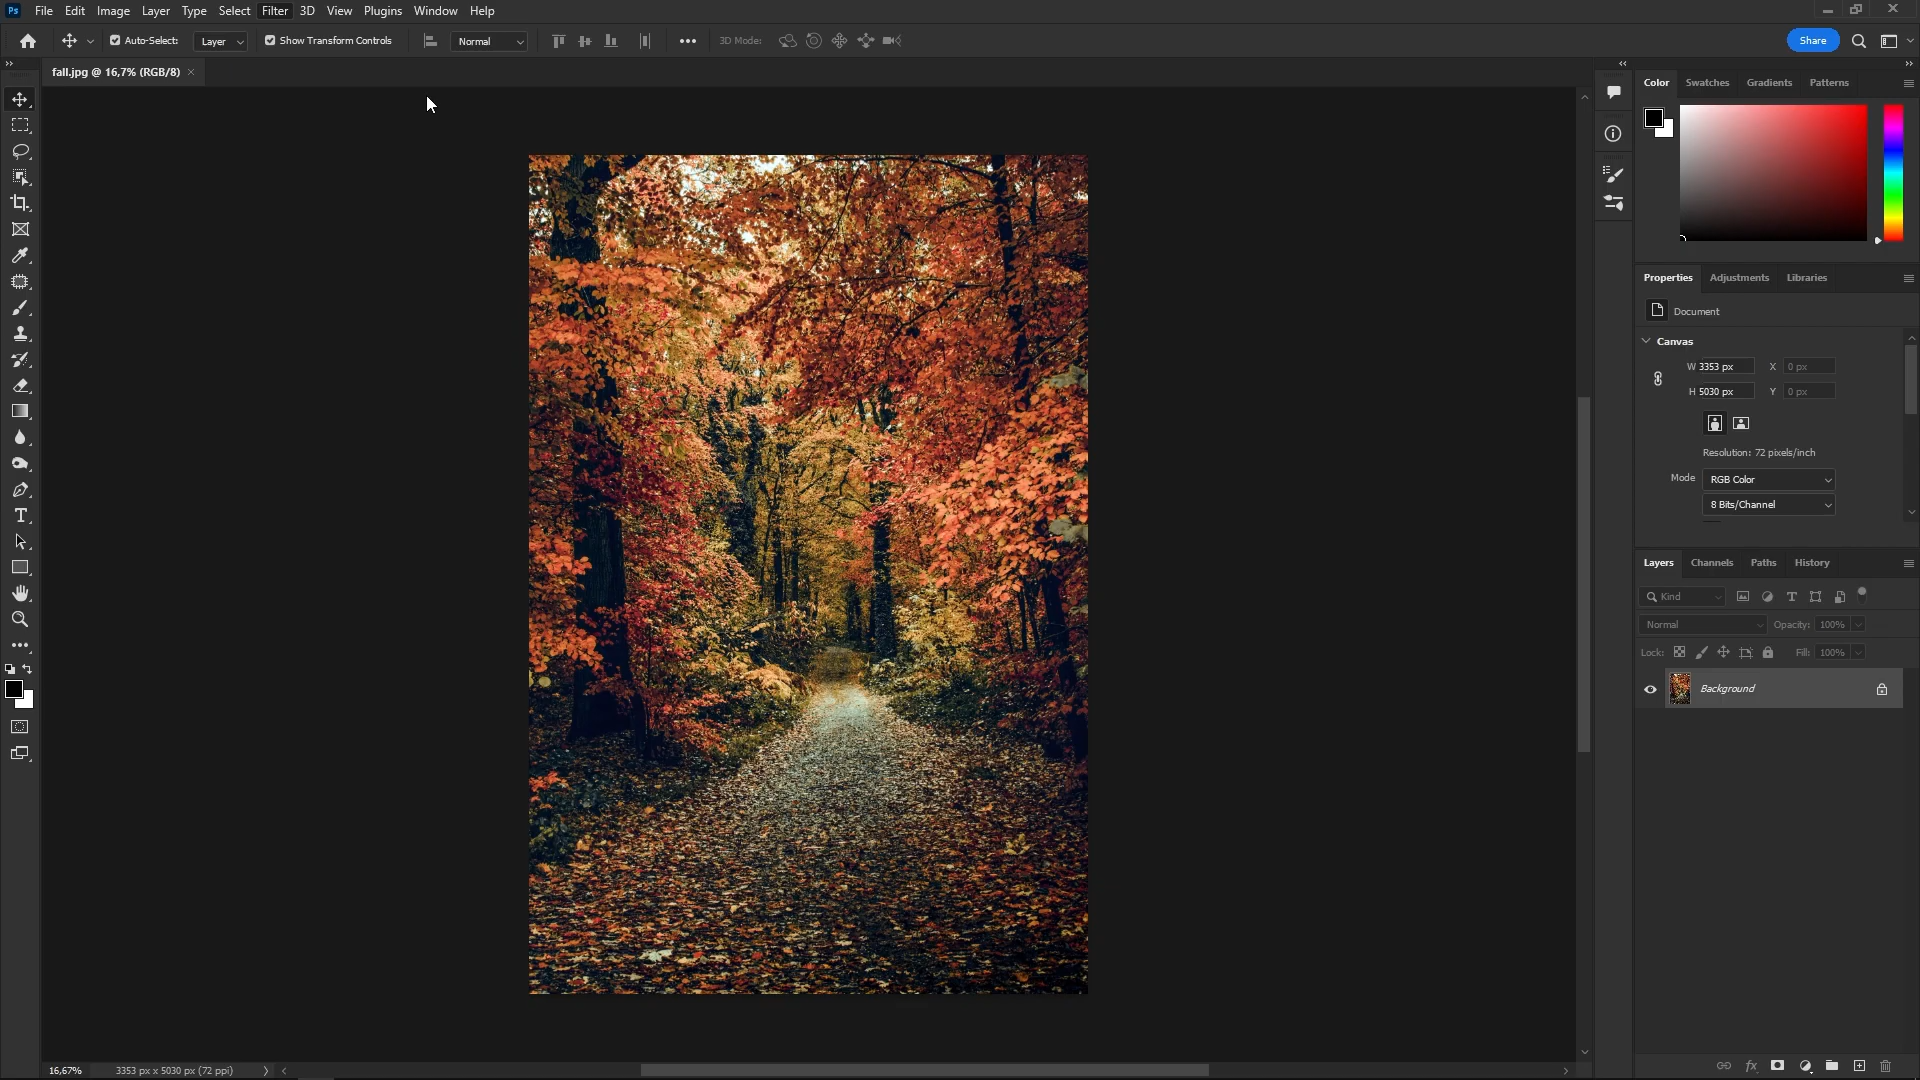 Ps File Edit Image Layer Type Select Filter 3D View Plugins Window Help
Auto-Select: Layer Show Transform Controls Normal 3D Mode: Share
fall.jpg @ 16,7% (RGB/8)
Color Swatches Gradients Patterns
Properties Adjustments Libraries
Document
Canvas
W 3353 px X 0 px
H 5030 px Y 0 px
Resolution: 72 pixels/inch
Mode RGB Color
8 Bits/Channel
Layers Channels Paths History
Kind
Normal Opacity: 100%
Lock: Fill: 100%
Background
16,67% 3353 px x 5030 px (72 ppi)